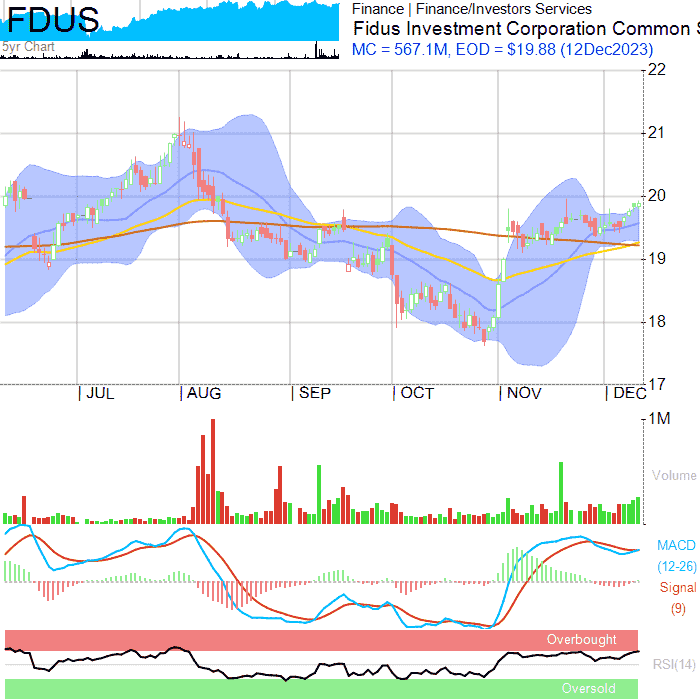 FDUS
5yr Chart
Finance | Finance/Investors Services
Fidus Investment Corporation Common S
MC = 567.1M, EOD = $19.88 (12Dec2023)
22
21
20
19
18
17
JUL AUG SEP OCT NOV DEC
1M
Volume
MACD
(12-26)
Signal
(9)
Overbought
RSI(14)
Oversold